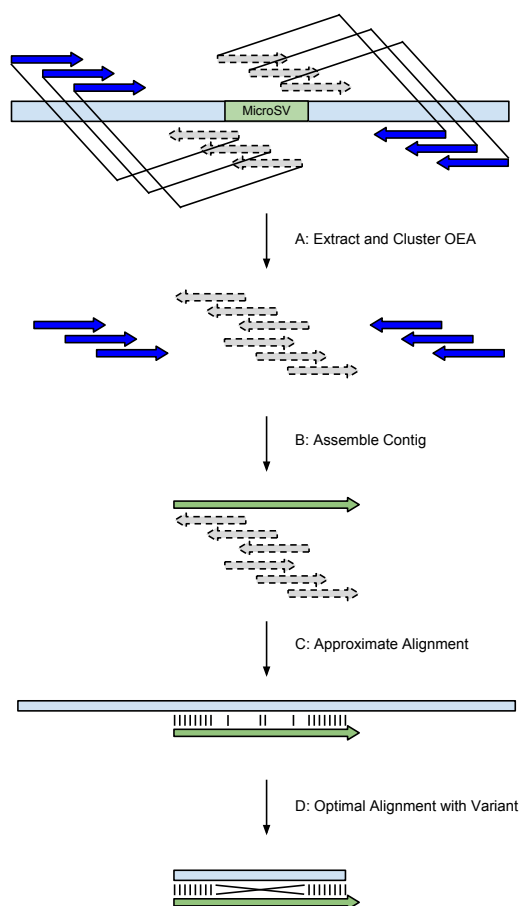 MicroSV
A: Extract and Cluster OEA
B: Assemble Contig
C: Approximate Alignment
D: Optimal Alignment with Variant